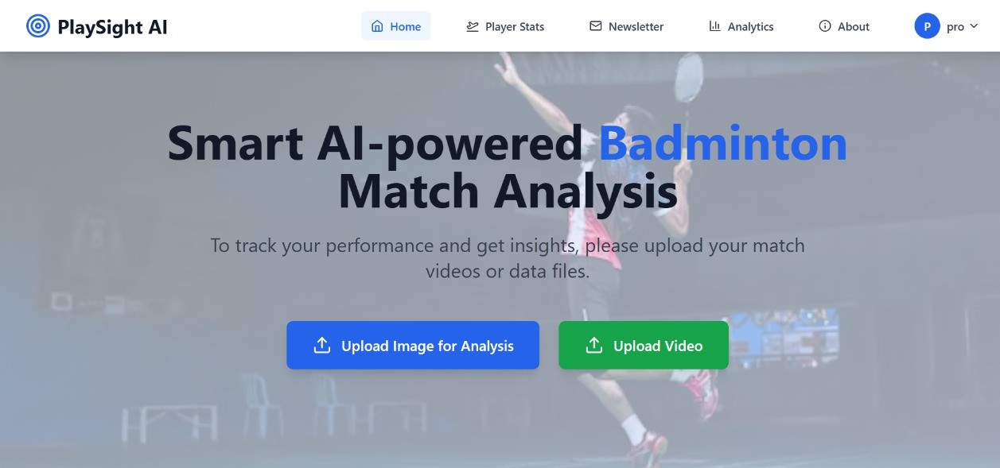 PlaySight AI
Home
Player Stats
Newsletter
Analytics
About
P
pro
Smart AI-powered Badminton
Match Analysis
To track your performance and get insights, please upload your match
videos or data files.
Upload Image for Analysis
Upload Video